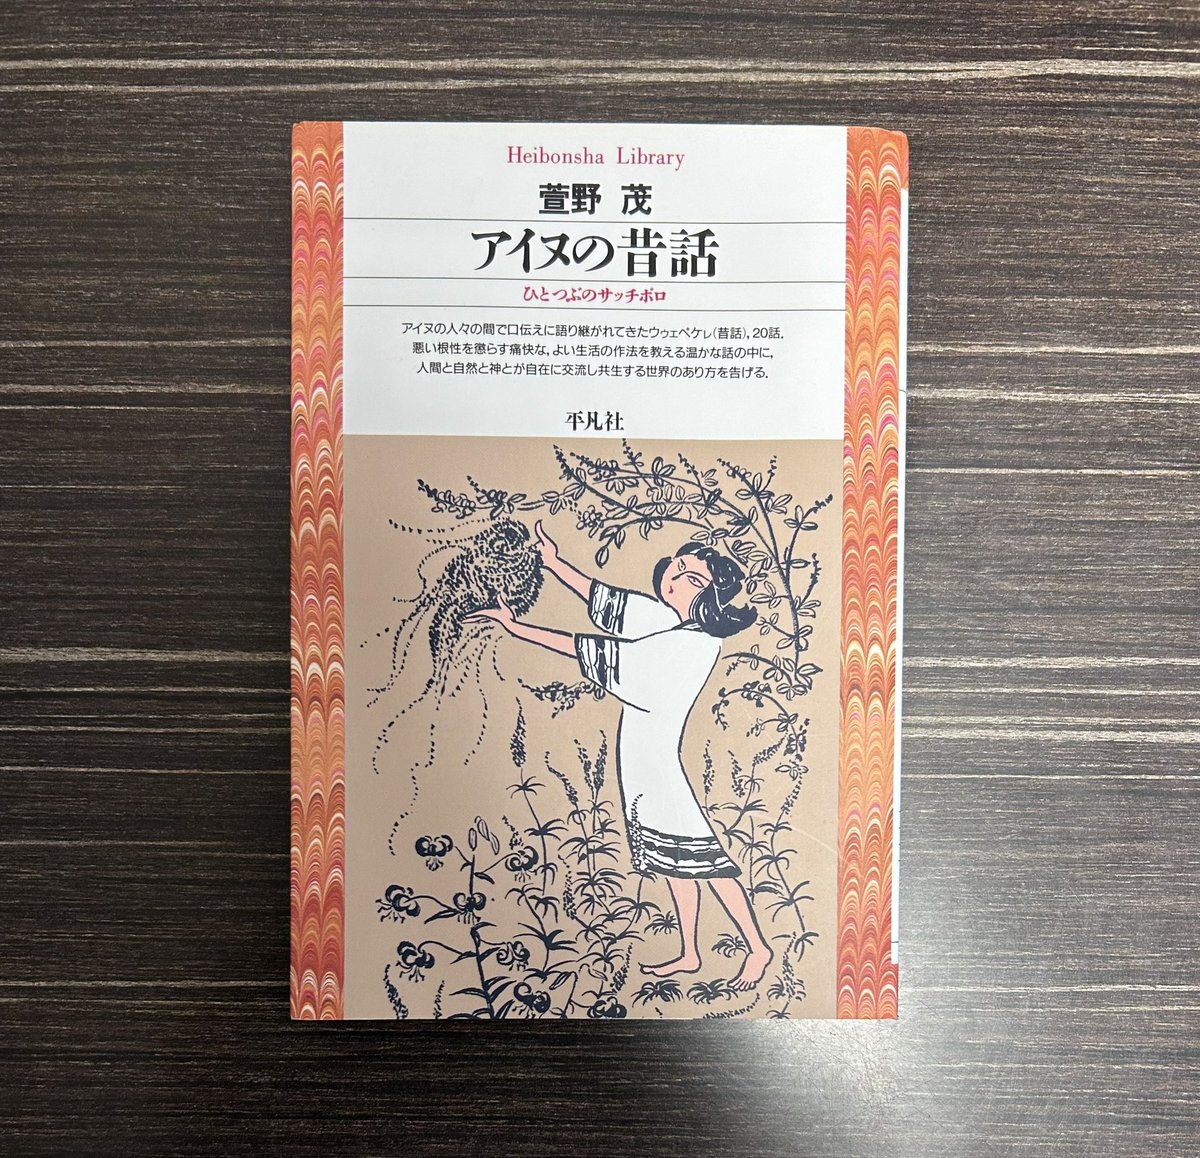 Heibonsha Library
萱野 茂
アイヌの昔話
ひとつぶのサッチポロ
アイヌの人々の間で口伝えに語り継がれてきたウウェペケレ(昔話), 20話.
悪い根性を懲らす痛快な, よい生活の作法を教える温かな話の中に,
人間と自然と神とが自在に交流し共生する世界のあり方を告げる.
平凡社